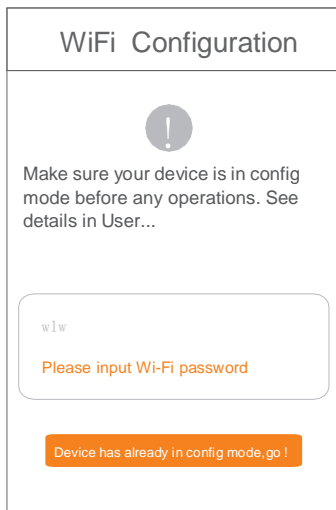 WiFi Configuration
!
Make sure your device is in config
mode before any operations. See
details in User...
wlw
Please input Wi-Fi password
Device has already in config mode,go !